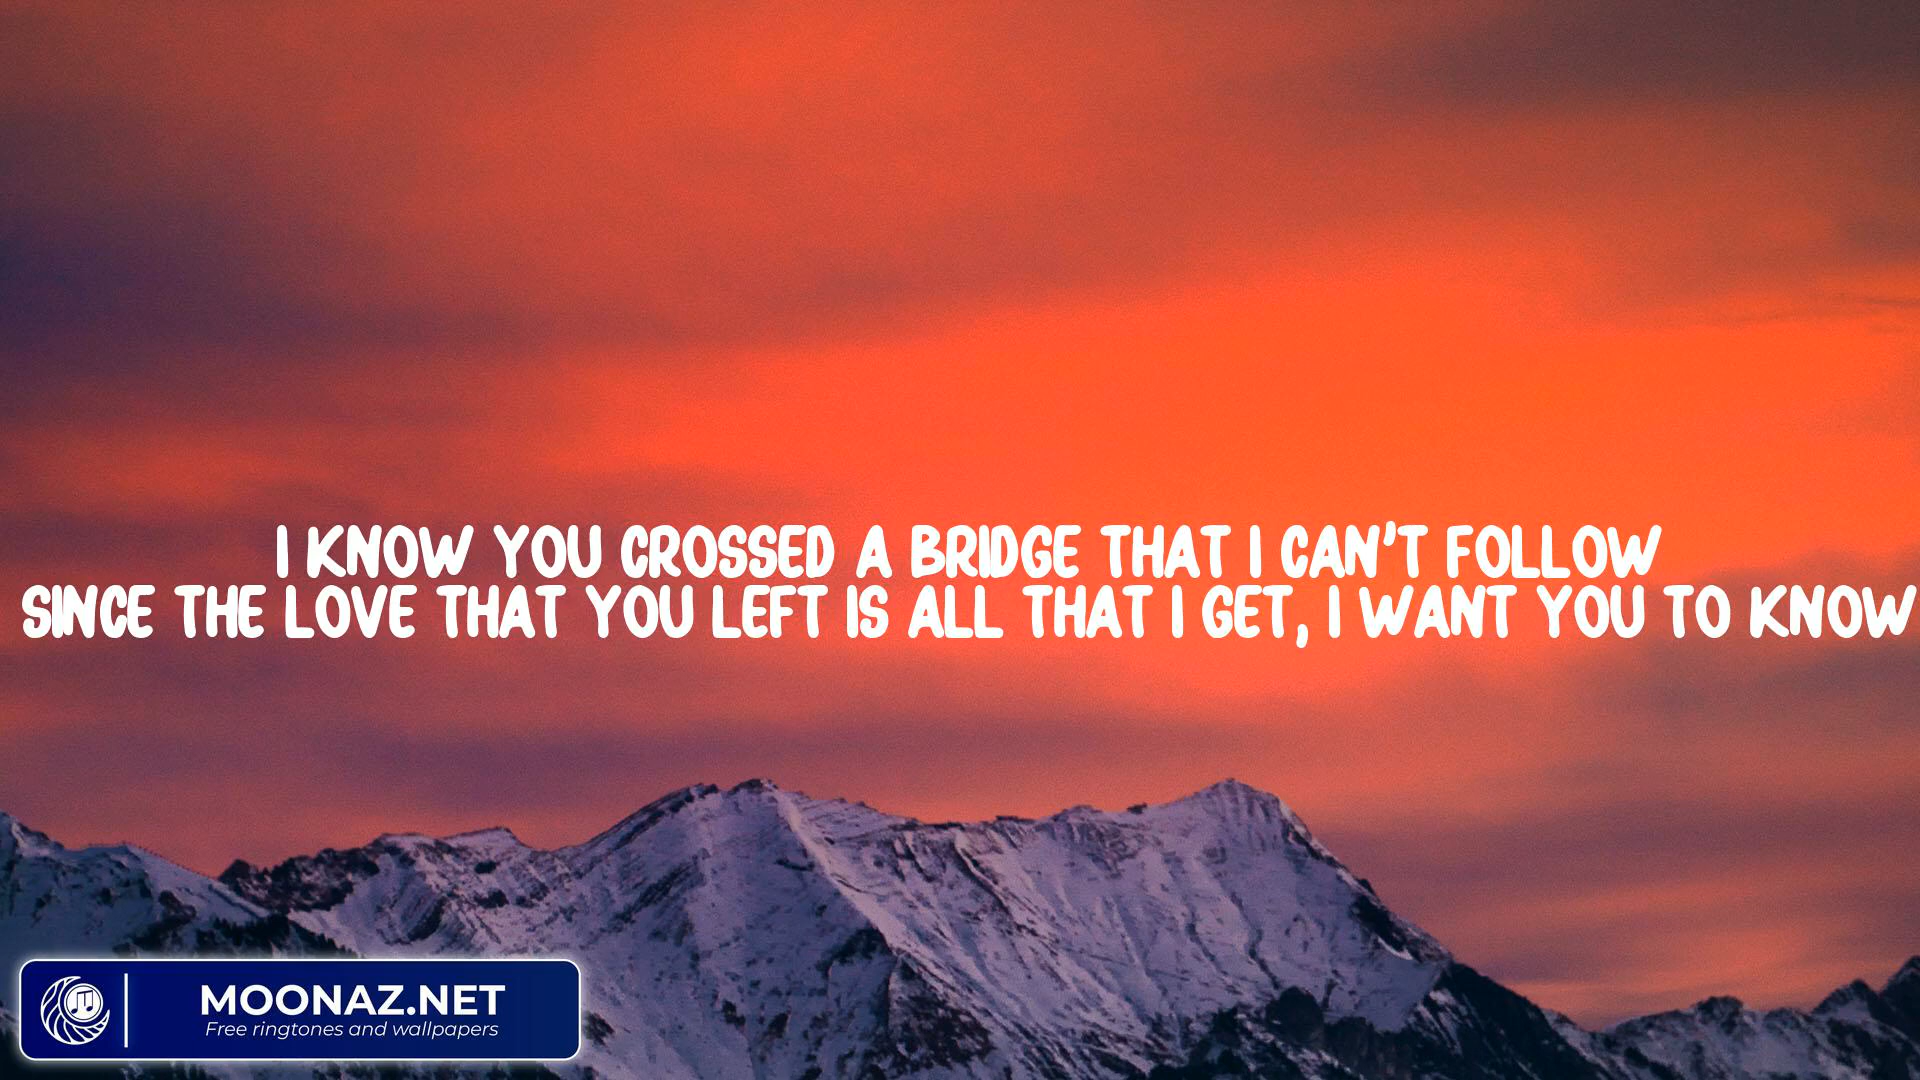 I KNOW YOU CROSSED A BRIDGE THAT I CAN'T FOLLOW
SINCE THE LOVE THAT YOU LEFT IS ALL THAT I GET, I WANT YOU TO KNOW
MOONAZ.NET
Free ringtones and wallpapers